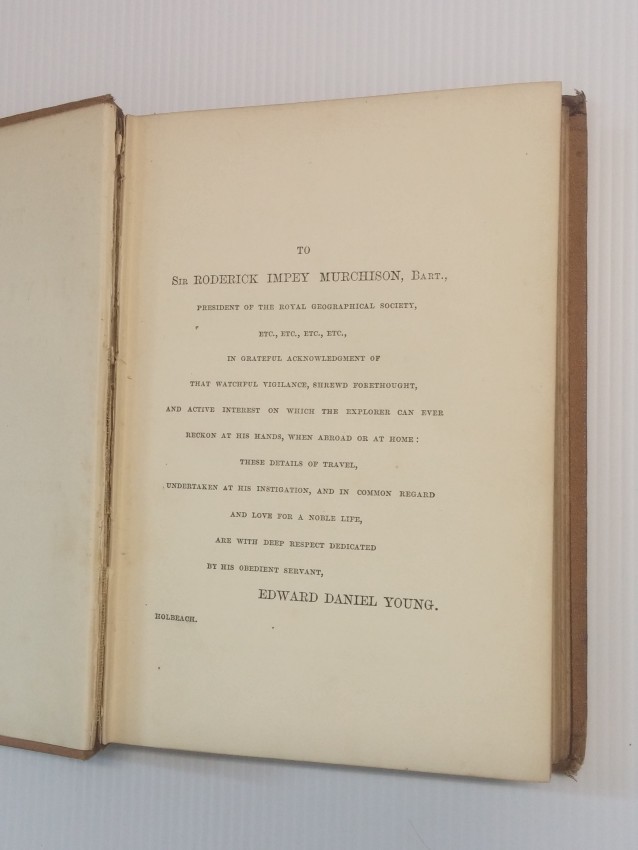 TO
SIR RODERICK IMPEY MURCHISON, BART.,
PRESIDENT OF THE ROYAL GEOGRAPHICAL SOCIETY,
ETC., ETC., ETC., ETC.,
IN GRATEFUL ACKNOWLEDGMENT OF
THAT WATCHFUL VIGILANCE, SHREWD FORETHOUGHT,
AND ACTIVE INTEREST ON WHICH THE EXPLORER CAN EVER
RECKON AT HIS HANDS, WHEN ABROAD OR AT HOME:
THESE DETAILS OF TRAVEL,
UNDERTAKEN AT HIS INSTIGATION, AND IN COMMON REGARD
AND LOVE FOR A NOBLE LIFE,
ARE WITH DEEP RESPECT DEDICATED
BY HIS OBEDIENT SERVANT,
EDWARD DANIEL YOUNG.
HOLBEACH.